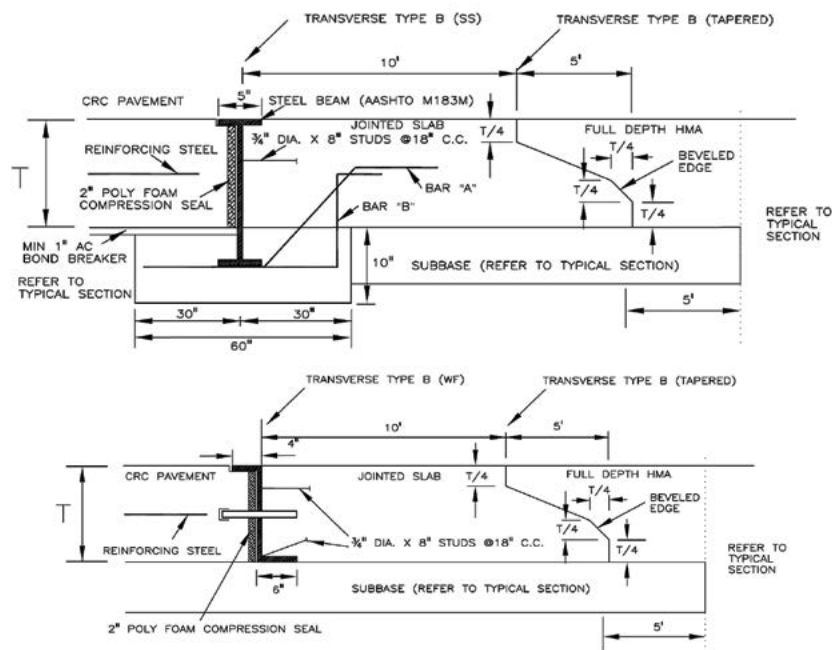 TRANSVERSE TYPE B (SS)
TRANSVERSE TYPE B (TAPERED)
10'
5'
5"
CRC PAVEMENT
STEEL BEAM (AASHTO M183M)
JOINTED SLAB
T/4
FULL DEPTH HMA
¾" DIA. X 8" STUDS @18" C.C.
T
REINFORCING STEEL
T/4
BEVELED
EDGE
2" POLY FOAM
COMPRESSION SEAL
BAR "A"
T/4
BAR "B"
T/4
REFER TO
TYPICAL
SECTION
MIN 1" AC
BOND BREAKER
10"
SUBBASE (REFER TO TYPICAL SECTION)
REFER TO
TYPICAL SECTION
5'
30"
30"
60"
TRANSVERSE TYPE B (WF)
TRANSVERSE TYPE B (TAPERED)
10'
5'
4"
CRC PAVEMENT
JOINTED SLAB
T/4
FULL DEPTH HMA
T/4
T
BEVELED
EDGE
T/4
REINFORCING STEEL
¾" DIA. X 8" STUDS @18" C.C.
T/4
REFER TO
TYPICAL
SECTION
6"
SUBBASE (REFER TO TYPICAL SECTION)
2" POLY FOAM COMPRESSION SEAL
5'